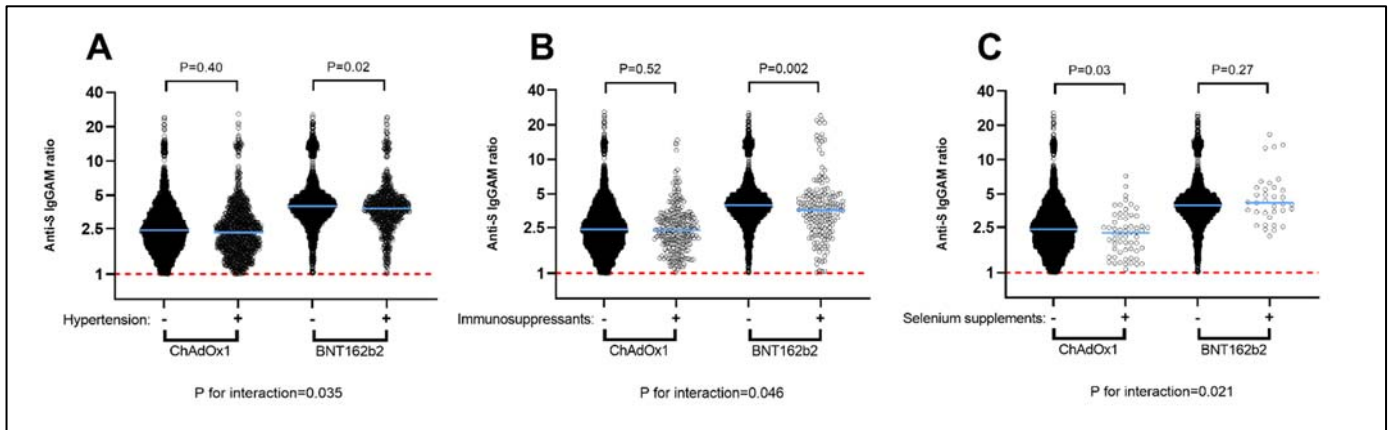 A
P=0.40
P=0.02
Anti-S IgGAM ratio
40
20
10
5
2.5
1
Hypertension: - + - +
ChAdOx1 BNT162b2
P for interaction=0.035
B
P=0.52
P=0.002
Anti-S IgGAM ratio
40
20
10
5
2.5
1
Immunosuppressants: - + - +
ChAdOx1 BNT162b2
P for interaction=0.046
C
P=0.03
P=0.27
Anti-S IgGAM ratio
40
20
10
5
2.5
1
Selenium supplements: - + - +
ChAdOx1 BNT162b2
P for interaction=0.021